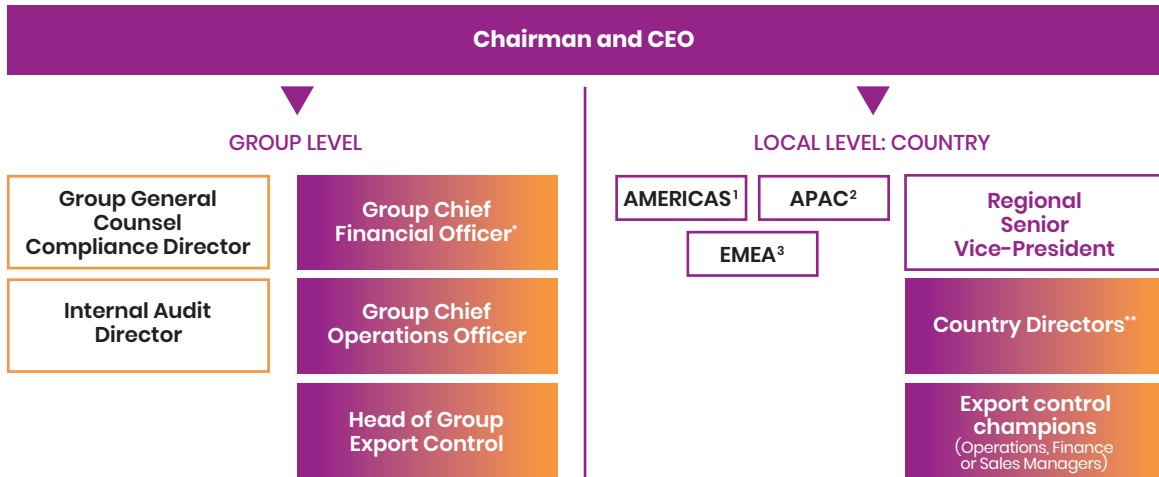 Chairman and CEO
GROUP LEVEL
Group General
Counsel
Compliance Director
Group Chief
Financial Officer*
Internal Audit
Director
Group Chief
Operations Officer
Head of Group
Export Control
LOCAL LEVEL: COUNTRY
AMERICAS¹
APAC²
EMEA³
Regional
Senior
Vice-President
Country Directors**
Export control
champions
(Operations, Finance
or Sales Managers)